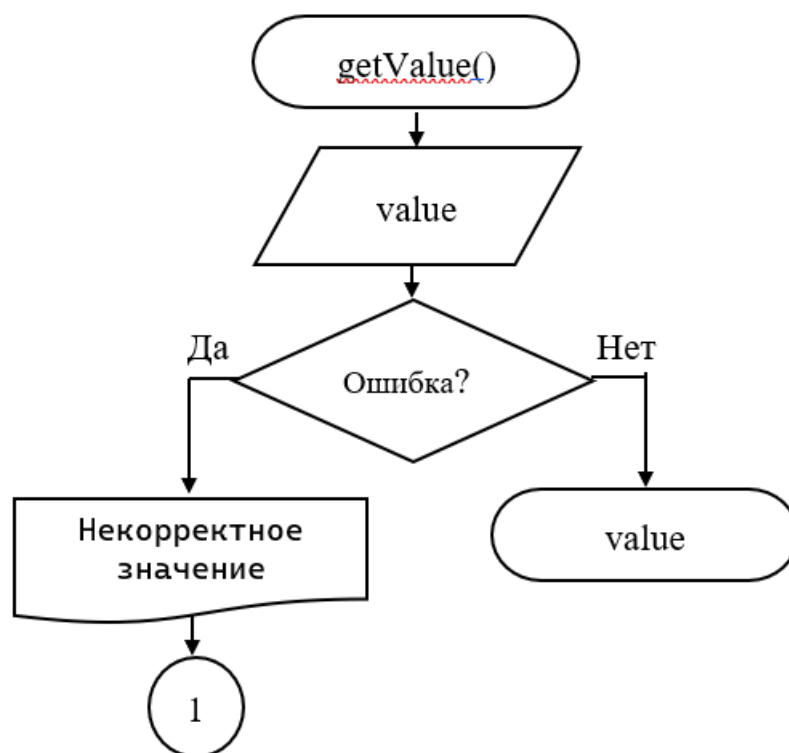 getValue()
value
Да
Нет
Ошибка?
Некорректное
значение
value
1